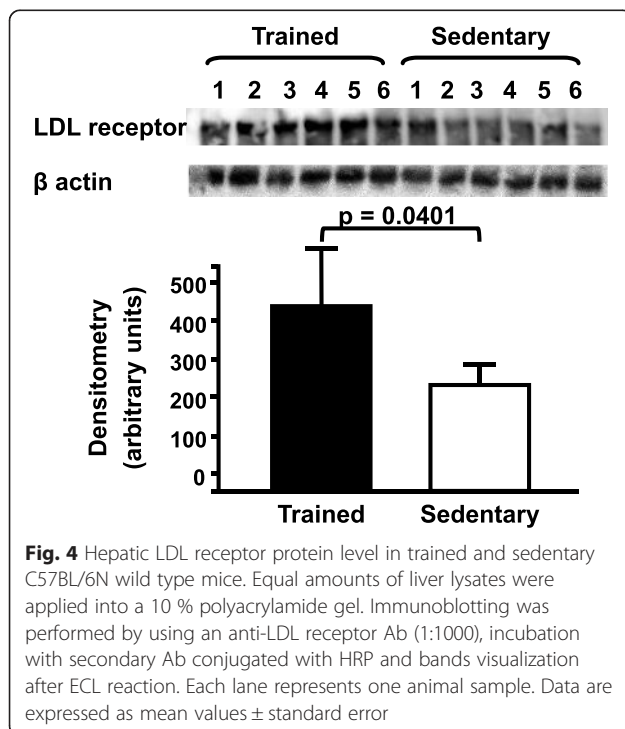 Trained Sedentary
1 2 3 4 5 6 1 2 3 4 5 6
LDL receptor
β actin
p = 0.0401
Densitometry
(arbitrary units)
500
400
300
200
100
0
Trained Sedentary
Fig. 4 Hepatic LDL receptor protein level in trained and sedentary
C57BL/6N wild type mice. Equal amounts of liver lysates were
applied into a 10 % polyacrylamide gel. Immunoblotting was
performed by using an anti-LDL receptor Ab (1:1000), incubation
with secondary Ab conjugated with HRP and bands visualization
after ECL reaction. Each lane represents one animal sample. Data are
expressed as mean values ± standard error